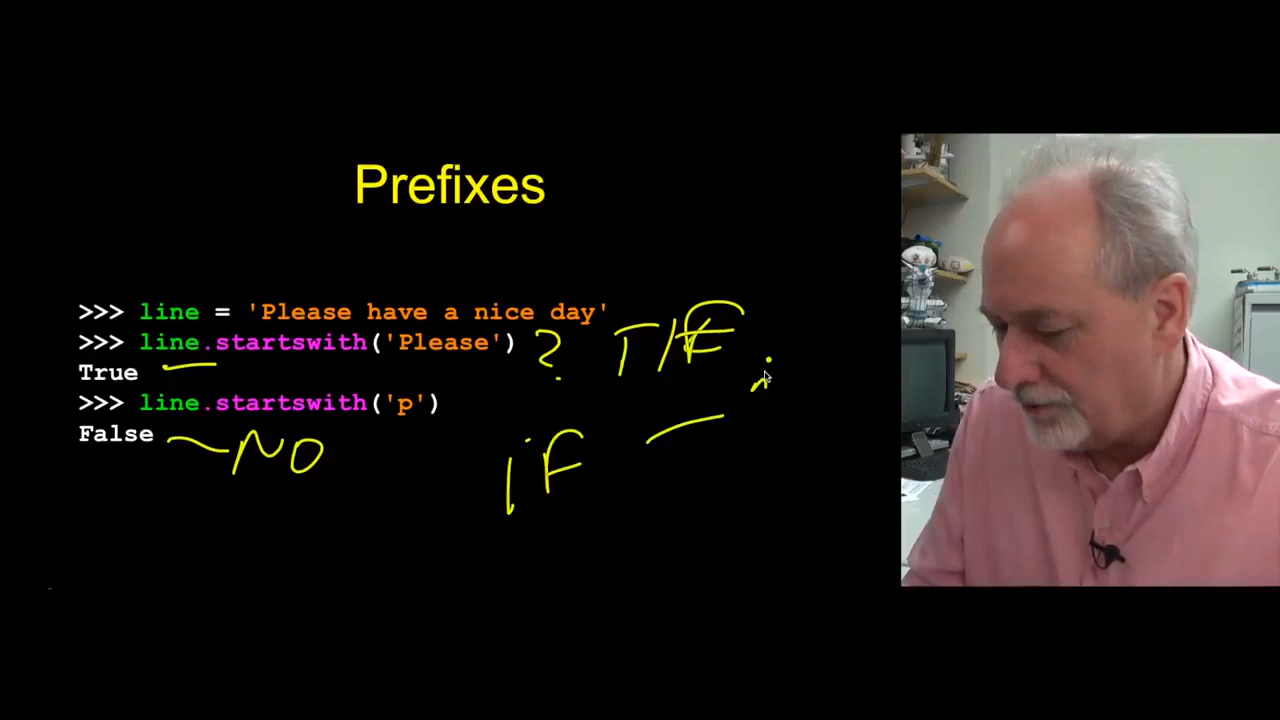 Prefixes
>>> line = 'Please have a nice day'
>>> line.startswith('Please') ? T/F
True
>>> line.startswith('p')
False NO
if